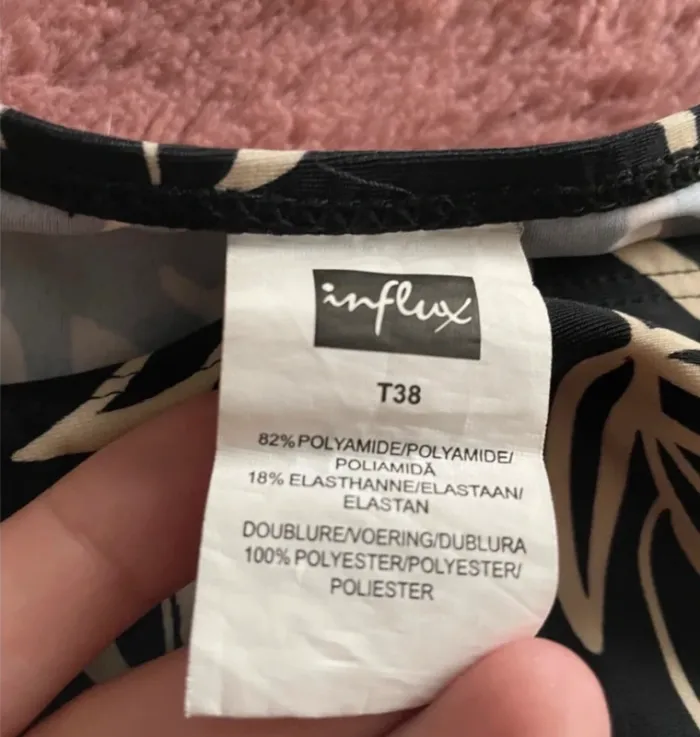 influx
T38
82% POLYAMIDE/POLYAMIDE/
POLIAMIDĂ
18% ELASTHANNE/ELASTAAN/
ELASTAN
DOUBLURE/VOERING/DUBLURA
100% POLYESTER/POLYESTER/
POLIESTER